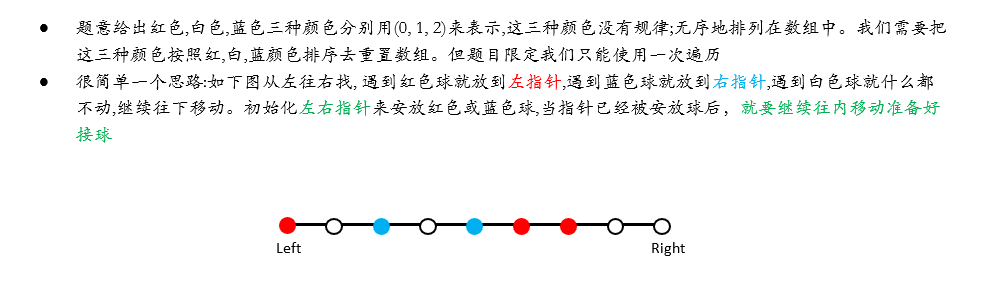 ● 题意给出红色,白色,蓝色三种颜色分别用(0, 1, 2)来表示,这三种颜色没有规律;无序地排列在数组中。我们需要把
这三种颜色按照红,白,蓝颜色排序去重置数组。但题目限定我们只能使用一次遍历
● 很简单一个思路:如下图从左往右找, 遇到红色球就放到左指针,遇到蓝色球就放到右指针,遇到白色球就什么都
不动,继续往下移动。初始化左右指针来安放红色或蓝色球,当指针已经被安放球后，就要继续往内移动准备好
接球
Left Right